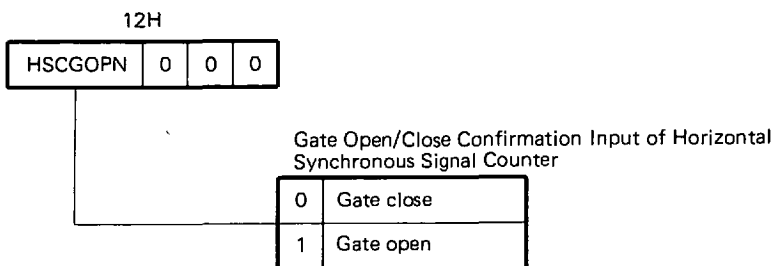 12H
HSCGOPN 0 0 0
Gate Open/Close Confirmation Input of Horizontal
Synchronous Signal Counter
0 Gate close
1 Gate open